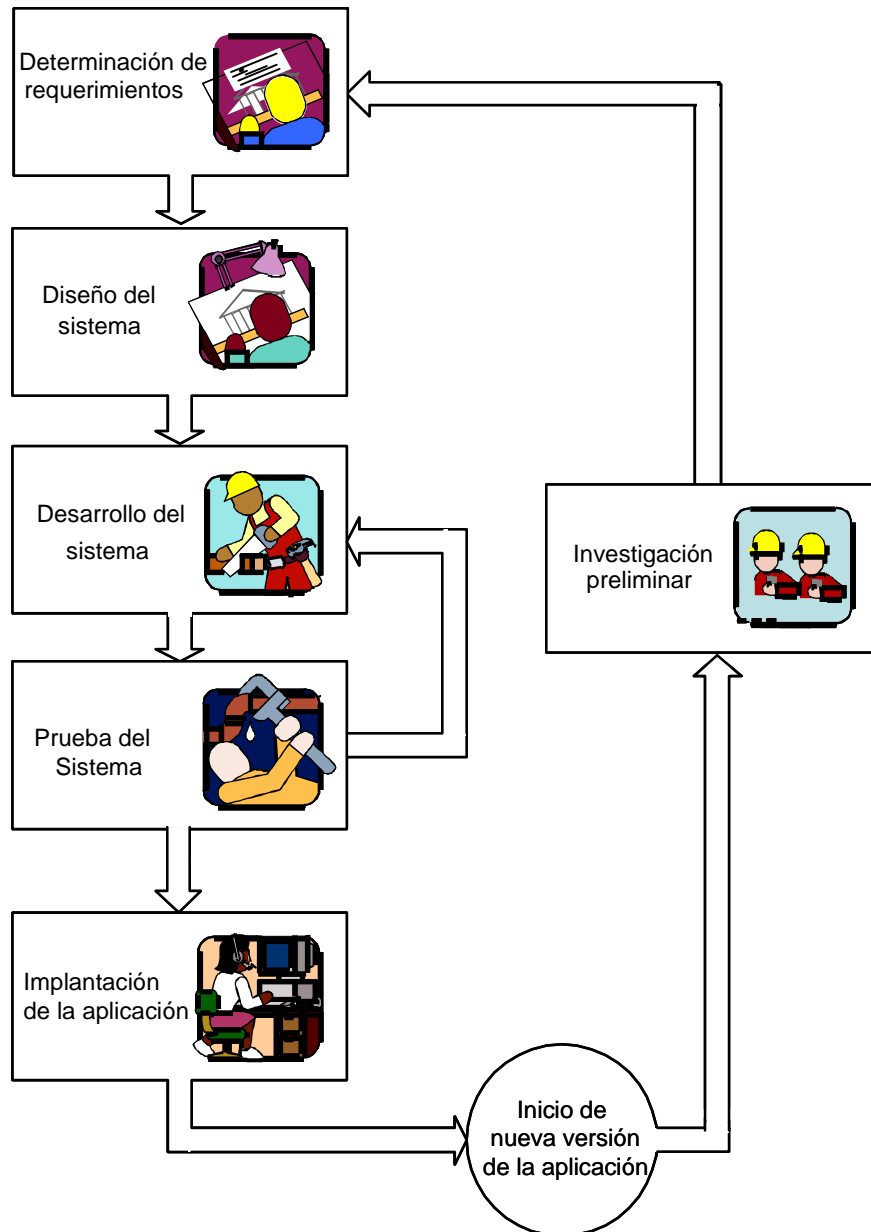 Determinación de
requerimientos
Diseño del
sistema
Desarrollo del
sistema
Investigación
preliminar
Prueba del
Sistema
Implantación
de la aplicación
Inicio de
nueva versión
de la aplicación